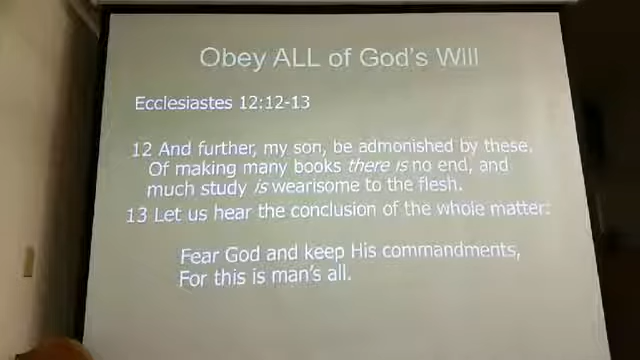 Obey ALL of God's Will
Ecclesiastes 12:12-13
12 And further, my son, be admonished by these.
Of making many books there is no end, and
much study is wearisome to the flesh.
13 Let us hear the conclusion of the whole matter:
Fear God and keep His commandments,
For this is man's all.